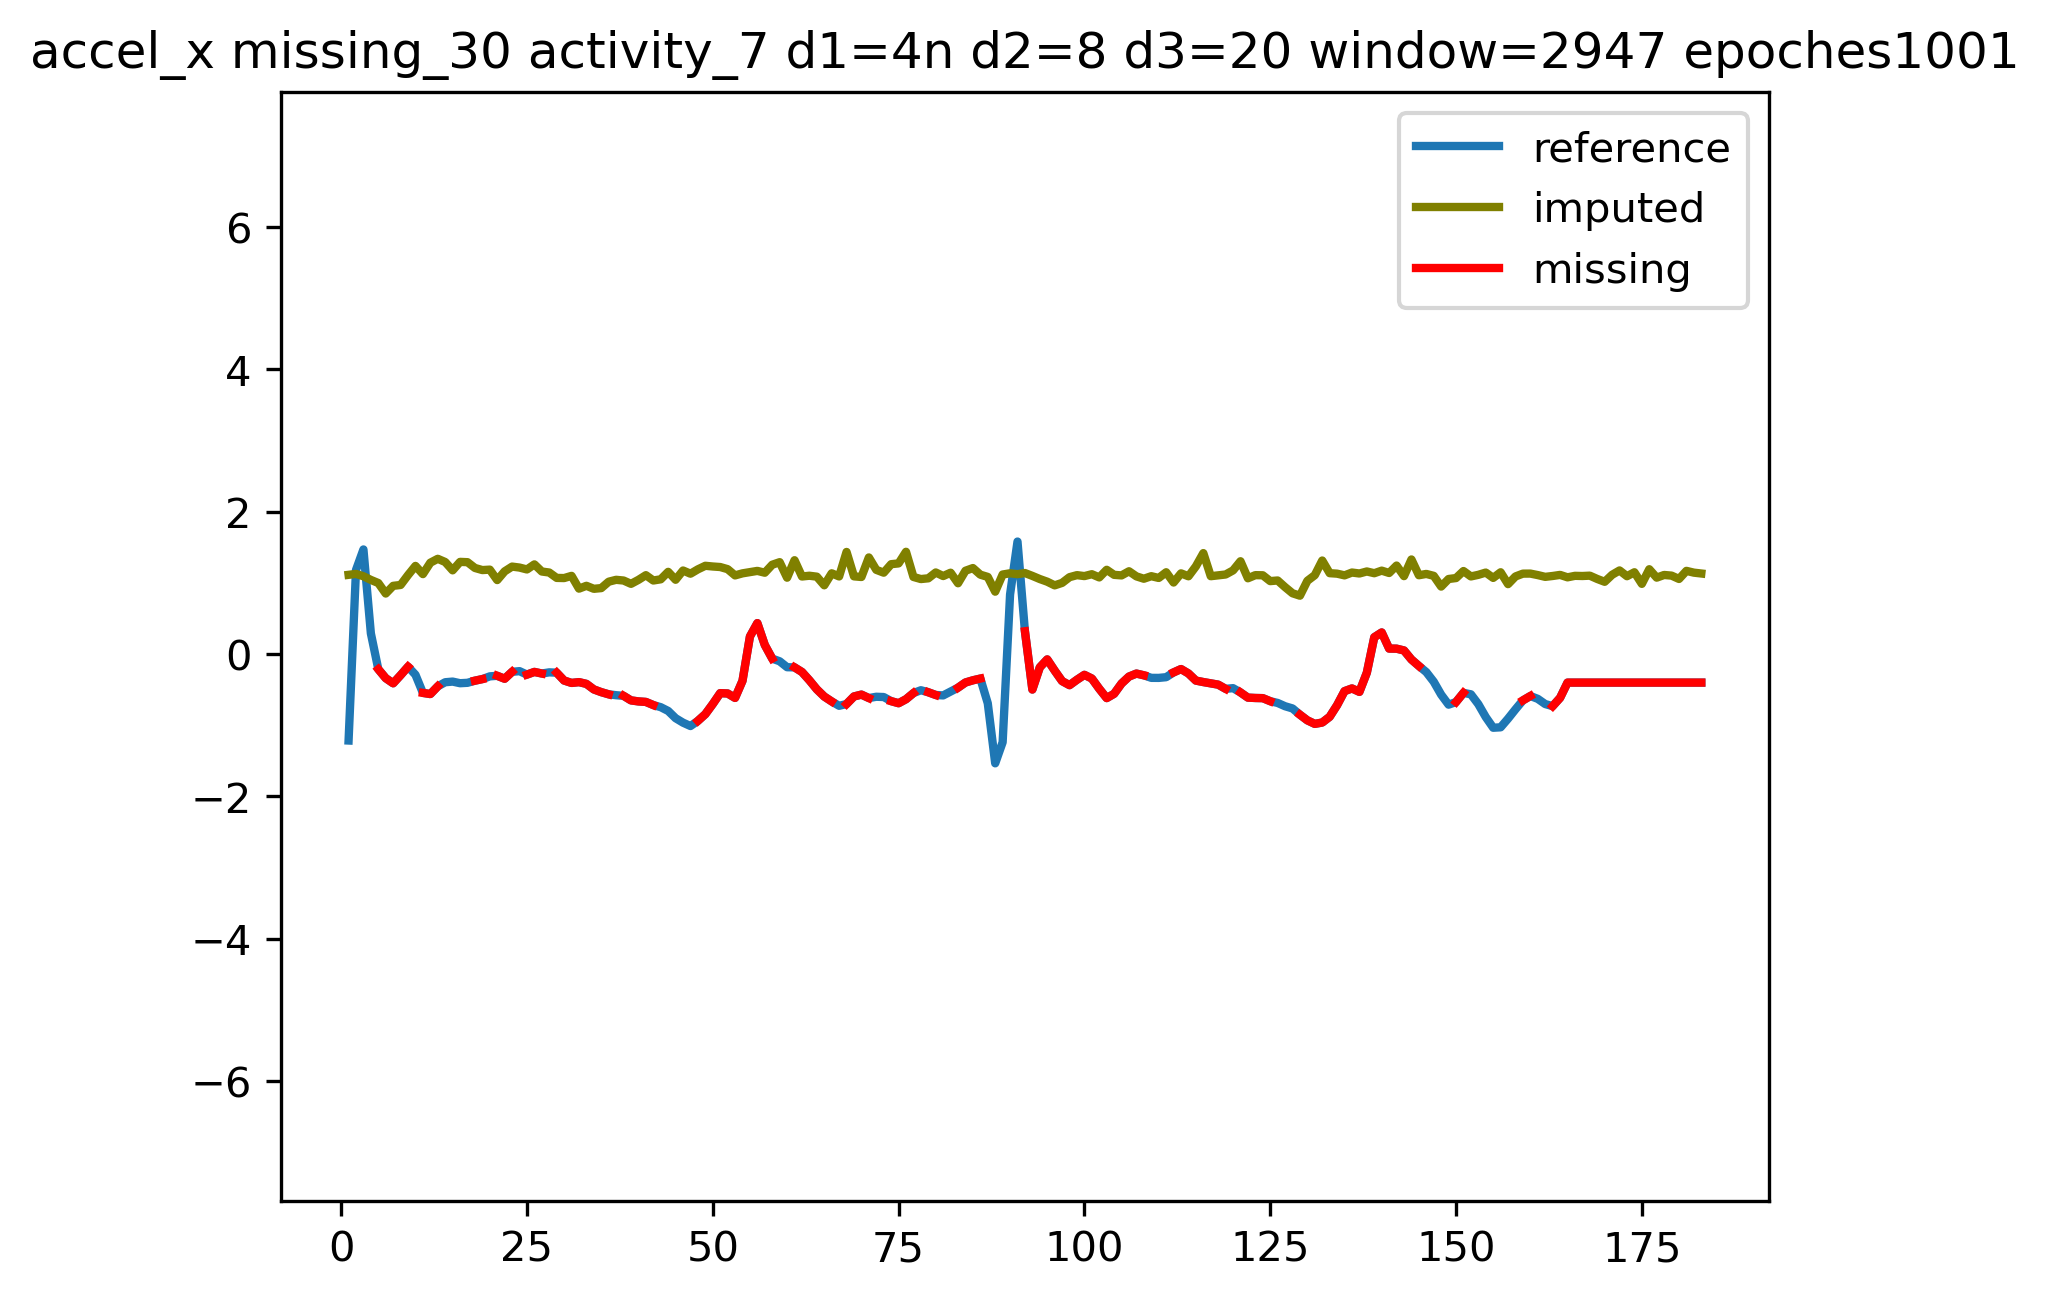 accel_x missing_30 activity_7 d1=4n d2=8 d3=20 window=2947 epoches1001
reference
imputed
missing
6
4
2
0
−2
−4
−6
0 25 50 75 100 125 150 175